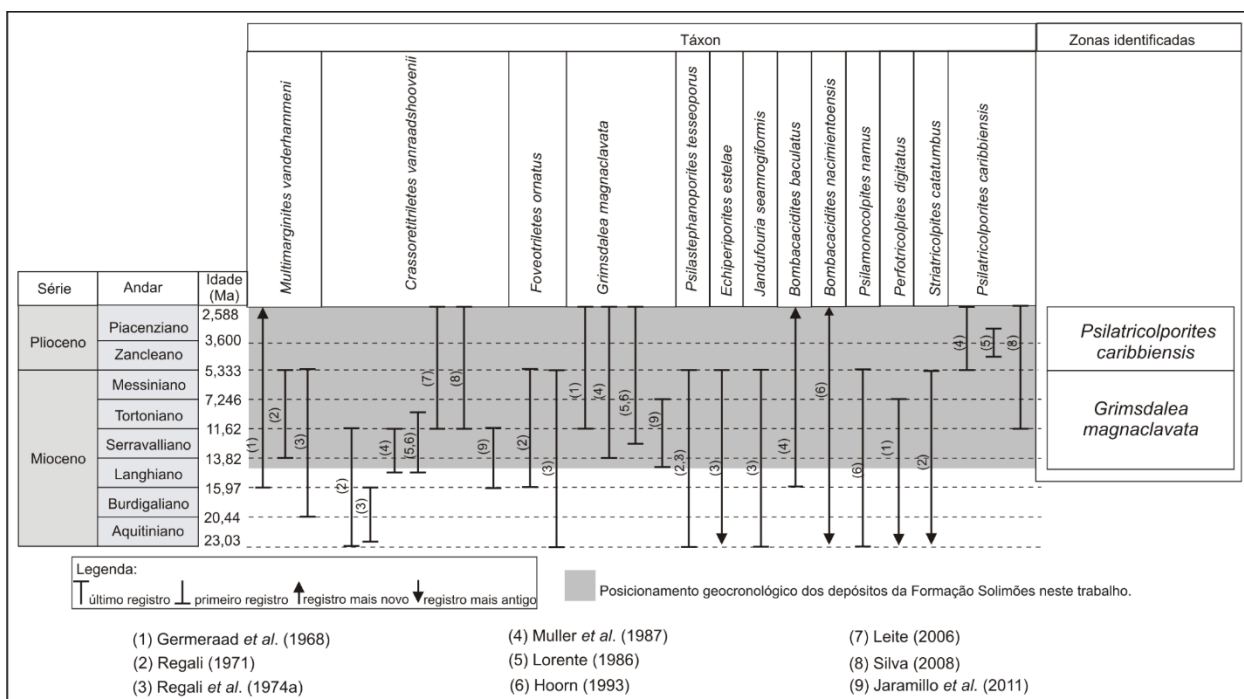 Táxon
Zonas identificadas
Multimarginites vanderhammeni
Crassoretitriletes vanraadshoovenii
Foveotriletes ornatus
Grimsdalea magnaclavata
Psilastephanoporites tesseoporus
Echiperiporites estelae
Jandufouria seamrogiformis
Bombacacidites baculatus
Bombacacidites nacimientoensis
Psilamonocolpites namus
Perfotricolpites digitatus
Striatricolpites catatumbus
Psilatricolporites caribbiensis
Série
Andar
Idade
(Ma)
Plioceno
Piacenziano
Zancleano
Mioceno
Messiniano
Tortoniano
Serravalliano
Langhiano
Burdigaliano
Aquitiniano
2,588
3,600
5,333
7,246
11,62
13,82
15,97
20,44
23,03
(1)
(2)
(3)
(2)
(3)
(4)
(5,6)
(7)
(8)
(9)
(2)
(3)
(1)
(4)
(5,6)
(9)
(2,3)
(3)
(3)
(4)
(6)
(6)
(1)
(2)
(4)
(5)
(8)
Psilatricolporites
caribbiensis
Grimsdalea
magnaclavata
Legenda:
último registro
primeiro registro
registro mais novo
registro mais antigo
Posicionamento geocronológico dos depósitos da Formação Solimões neste trabalho.
(1) Germeraad et al. (1968)
(2) Regali (1971)
(3) Regali et al. (1974a)
(4) Muller et al. (1987)
(5) Lorente (1986)
(6) Hoorn (1993)
(7) Leite (2006)
(8) Silva (2008)
(9) Jaramillo et al. (2011)